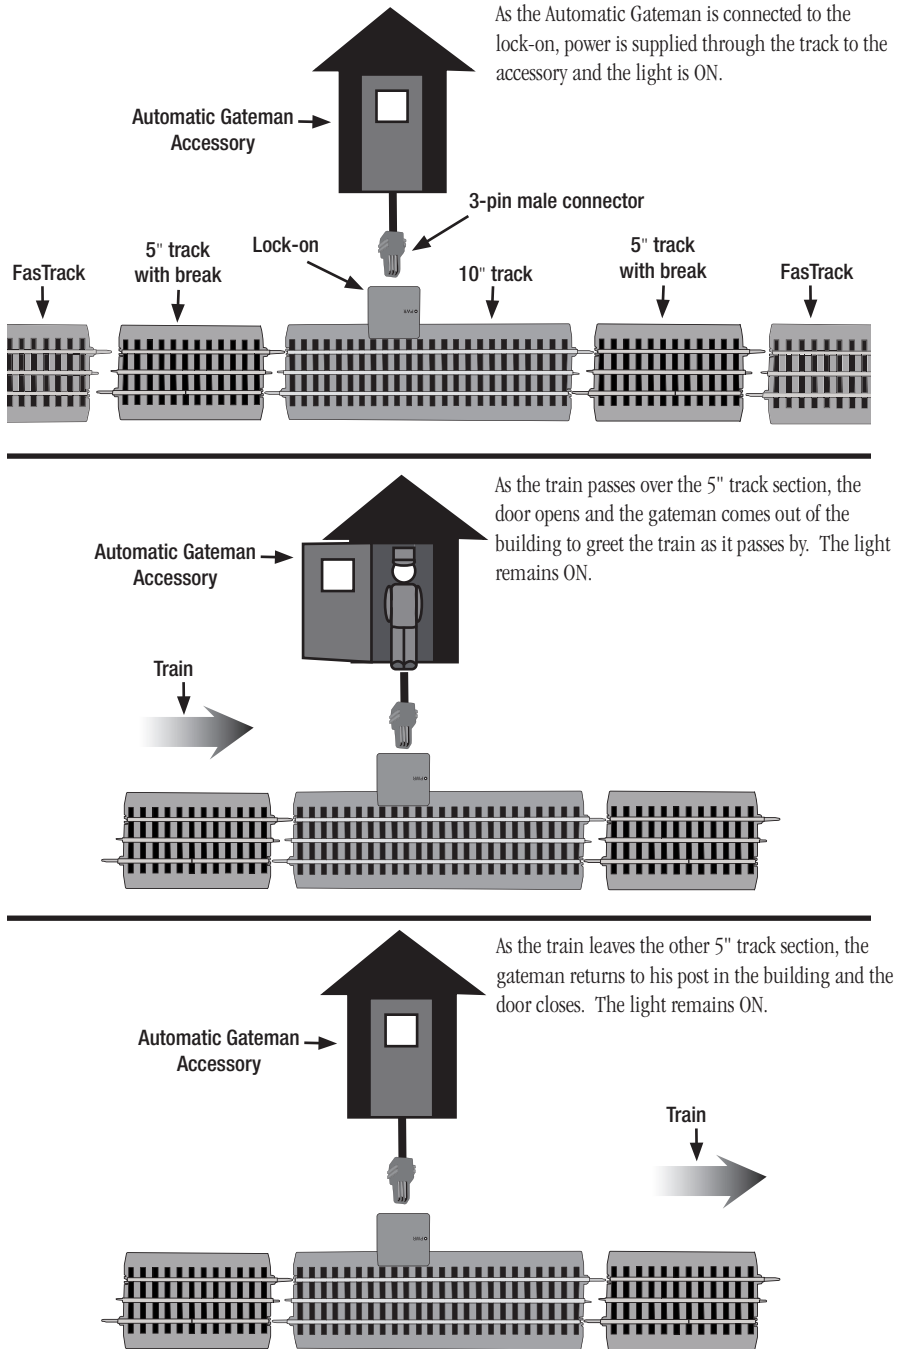 As the Automatic Gateman is connected to the
lock-on, power is supplied through the track to the
accessory and the light is ON.
Automatic Gateman
Accessory
3-pin male connector
Lock-on
5" track
with break
10" track
5" track
with break
FasTrack
FasTrack
PWR
As the train passes over the 5" track section, the
door opens and the gateman comes out of the
building to greet the train as it passes by. The light
remains ON.
Automatic Gateman
Accessory
Train
PWR
As the train leaves the other 5" track section, the
gateman returns to his post in the building and the
door closes. The light remains ON.
Automatic Gateman
Accessory
Train
PWR